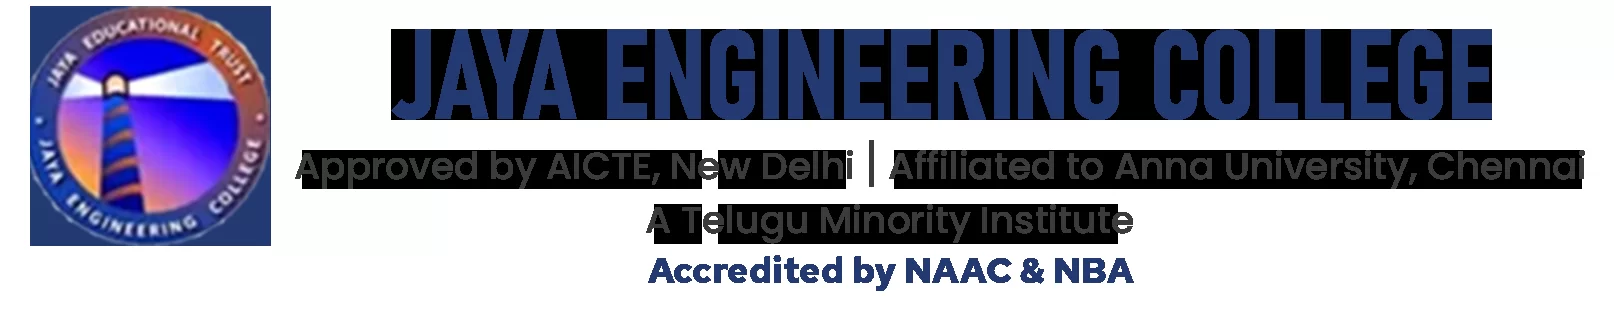 JAYA EDUCATIONAL TRUST
JAYA ENGINEERING COLLEGE
JAYA ENGINEERING COLLEGE
Approved by AICTE, New Delhi | Affiliated to Anna University, Chennai
A Telugu Minority Institute
Accredited by NAAC & NBA